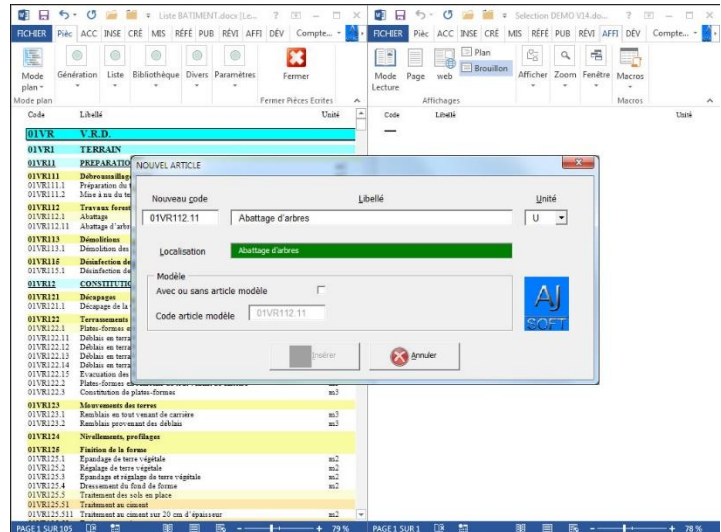 Liste BATIMENT.docx [Le...
FICHIER Pièc ACC INSE CRÉ MIS RÉFÉ PUB RÉVI AFFI DÉV Compte...
Mode plan
Génération
Liste
Bibliothèque
Divers
Paramètres
Fermer
Mode plan
Fermer Pièces Ecrites
Code Libellé Unité
01VR V.R.D.
01VR1 TERRAIN
01VR11 PREPARATIO
01VR111 Débroussaillage
01VR111.1 Préparation du t
01VR111.2 Mise à nu du te
01VR112 Travaux forest
01VR112.1 Abattage
01VR112.11 Abattage d'arbr
01VR113 Démolitions
01VR113.1 Démolition des
01VR115 Désinfection de
01VR115.1 Désinfection de
01VR12 CONSTITUTIO
01VR121 Décapages
01VR121.1 Décapage de la
01VR122 Terrassements
01VR122.1 Plates-formes e
01VR122.11 Déblais en terra
01VR122.12 Déblais en terra
01VR122.13 Déblais en terra
01VR122.14 Déblais en terra
01VR122.15 Evacuation des
01VR122.2 Plates-formes en
01VR122.3 Constitution de plates-formes m3
01VR123 Mouvements des terres
01VR123.1 Remblais en tout venant de carrière m3
01VR123.2 Remblais provenant des déblais m3
01VR124 Nivellements, profilages
01VR125 Finition de la forme
01VR125.1 Epandage de terre végétale m2
01VR125.2 Régalage de terre végétale m2
01VR125.3 Epandage et régalage de terre végétale m2
01VR125.4 Dressement du fond de forme m2
01VR125.5 Traitement des sols en place
01VR125.51 Traitement au ciment
01VR125.511 Traitement au ciment sur 20 cm d'épaisseur m2
PAGE 1 SUR 105
79 %
Selection DEMO V14.do...
FICHIER Pièc ACC INSE CRÉ MIS RÉFÉ PUB RÉVI AFFI DÉV Compte...
Mode Lecture
Page
web
Plan
Brouillon
Afficher
Zoom
Fenêtre
Macros
Affichages
Macros
Code Libellé Unité
PAGE 1 SUR 1
78 %
NOUVEL ARTICLE
Nouveau code Libellé Unité
01VR112.11 Abattage d'arbres U
Localisation Abattage d'arbres
Modèle
Avec ou sans article modèle
Code article modèle 01VR112.11
Insérer
Annuler
AJ
SOFT